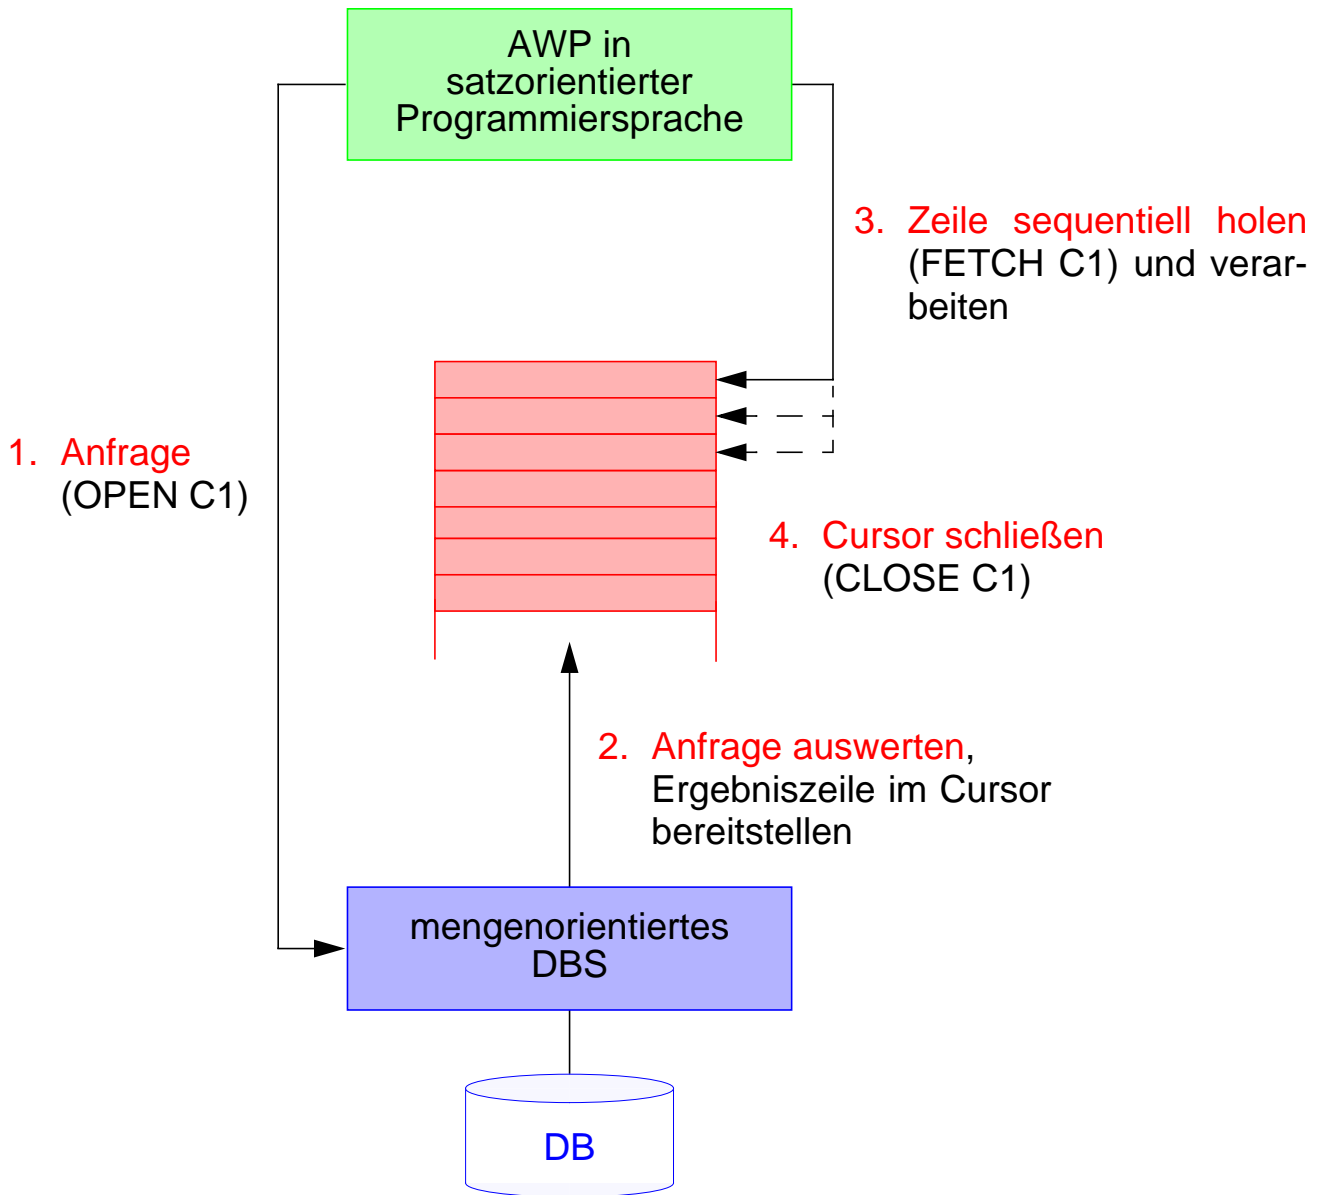 AWP in
satzorientierter
Programmiersprache
3. Zeile sequentiell holen
(FETCH C1) und verar-
beiten
1. Anfrage
(OPEN C1)
4. Cursor schließen
(CLOSE C1)
2. Anfrage auswerten,
Ergebniszeile im Cursor
bereitstellen
mengenorientiertes
DBS
DB